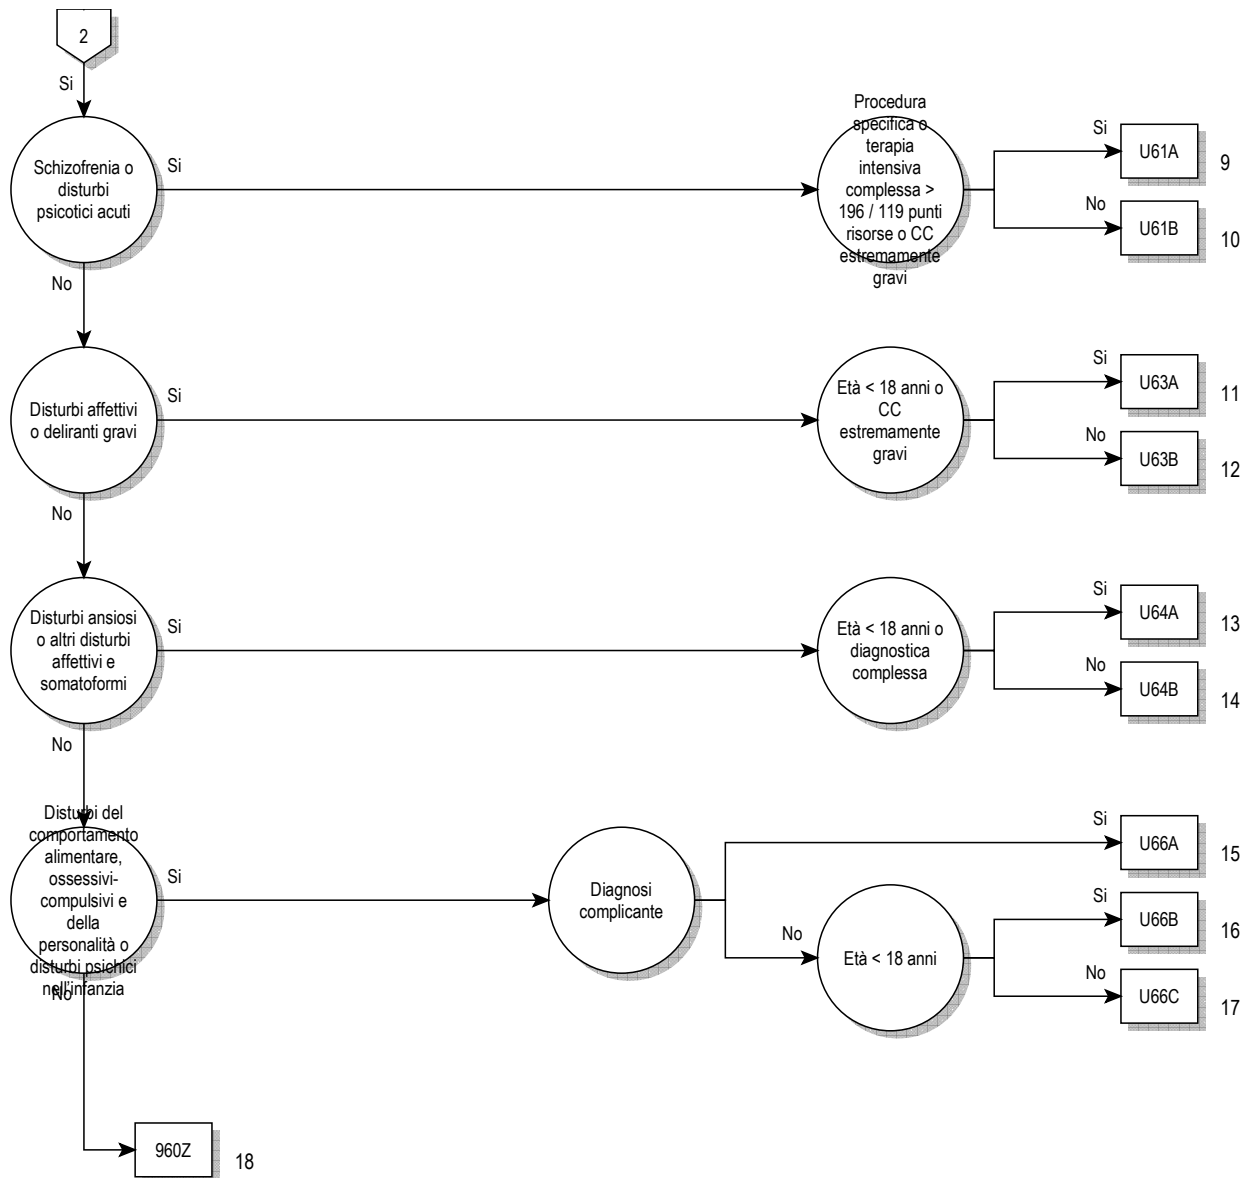 2
Si
Schizofrenia o
disturbi
psicotici acuti
Si
Procedura
specifica o
terapia
intensiva
complessa >
196 / 119 punti
risorse o CC
estremamente
gravi
Si
U61A
9
No
U61B
10
No
Disturbi affettivi
o deliranti gravi
Si
Età < 18 anni o
CC
estremamente
gravi
Si
U63A
11
No
U63B
12
No
Disturbi ansiosi
o altri disturbi
affettivi e
somatoformi
Si
Età < 18 anni o
diagnostica
complessa
Si
U64A
13
No
U64B
14
No
Disturbi del
comportamento
alimentare,
ossessivi-
compulsivi e
della
personalità o
disturbi psichici
nell'infanzia
Si
Diagnosi
complicante
Si
U66A
15
No
Età < 18 anni
Si
U66B
16
No
U66C
17
No
960Z
18